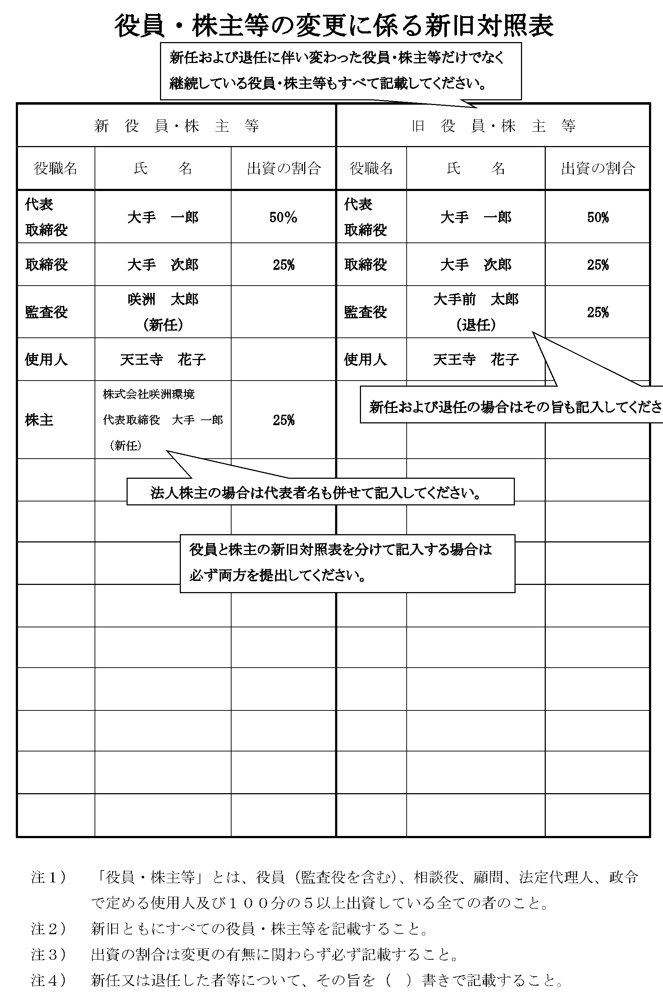 役員・株主等の変更に係る新旧対照表
新任および退任に伴い変わった役員・株主等だけでなく
継続している役員・株主等もすべて記載してください。
新　役　員・株　主　等
旧　役　員・株　主　等
役職名　氏　　名　出資の割合　役職名　氏　　名　出資の割合
代表
取締役
大手　一郎
50％
代表
取締役
大手　一郎
50%
取締役　大手　次郎　25%　取締役　大手　次郎　25%
監査役
咲洲　太郎
（新任）
監査役
大手前　太郎
（退任）
25%
使用人　天王寺　花子　使用人　天王寺　花子
株主
株式会社咲洲環境
代表取締役　大手 一郎
（新任）
25%
新任および退任の場合はその旨も記入してくださ
法人株主の場合は代表者名も併せて記入してください。
役員と株主の新旧対照表を分けて記入する場合は
必ず両方を提出してください。
注１）　「役員・株主等」とは、役員（監査役を含む）、相談役、顧問、法定代理人、政令
で定める使用人及び１００分の５以上出資している全ての者のこと。
注２）　新旧ともにすべての役員・株主等を記載すること。
注３）　出資の割合は変更の有無に関わらず必ず記載すること。
注４）　新任又は退任した者等について、その旨を（　）書きで記載すること。